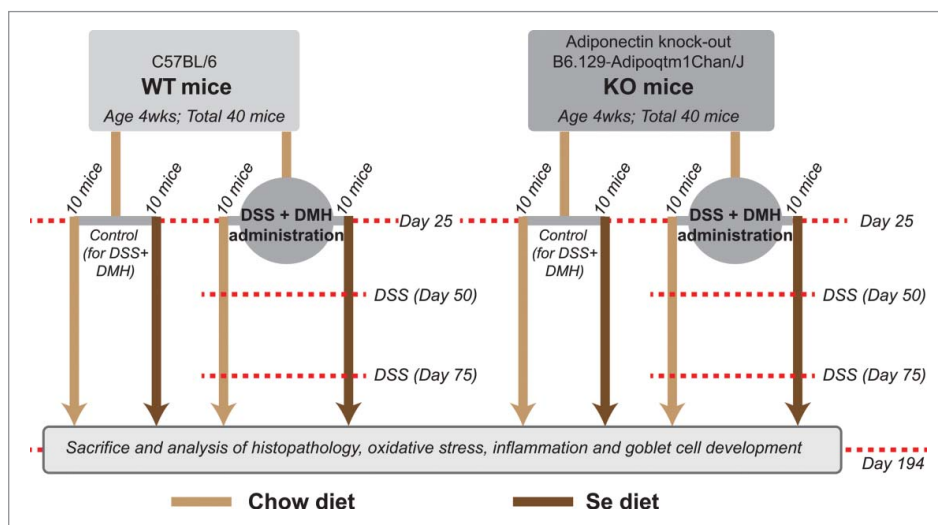 C57BL/6
WT mice
Age 4wks; Total 40 mice
Adiponectin knock-out
B6.129-Adipoqtm1Chan/J
KO mice
Age 4wks; Total 40 mice
10 mice
10 mice
10 mice
10 mice
10 mice
10 mice
10 mice
10 mice
DSS + DMH
administration
Day 25
DSS + DMH
administration
Day 25
Control
(for DSS+
DMH)
Control
(for DSS+
DMH)
DSS (Day 50)
DSS (Day 50)
DSS (Day 75)
DSS (Day 75)
Sacrifice and analysis of histopathology, oxidative stress, inflammation and goblet cell development
Day 194
Chow diet
Se diet